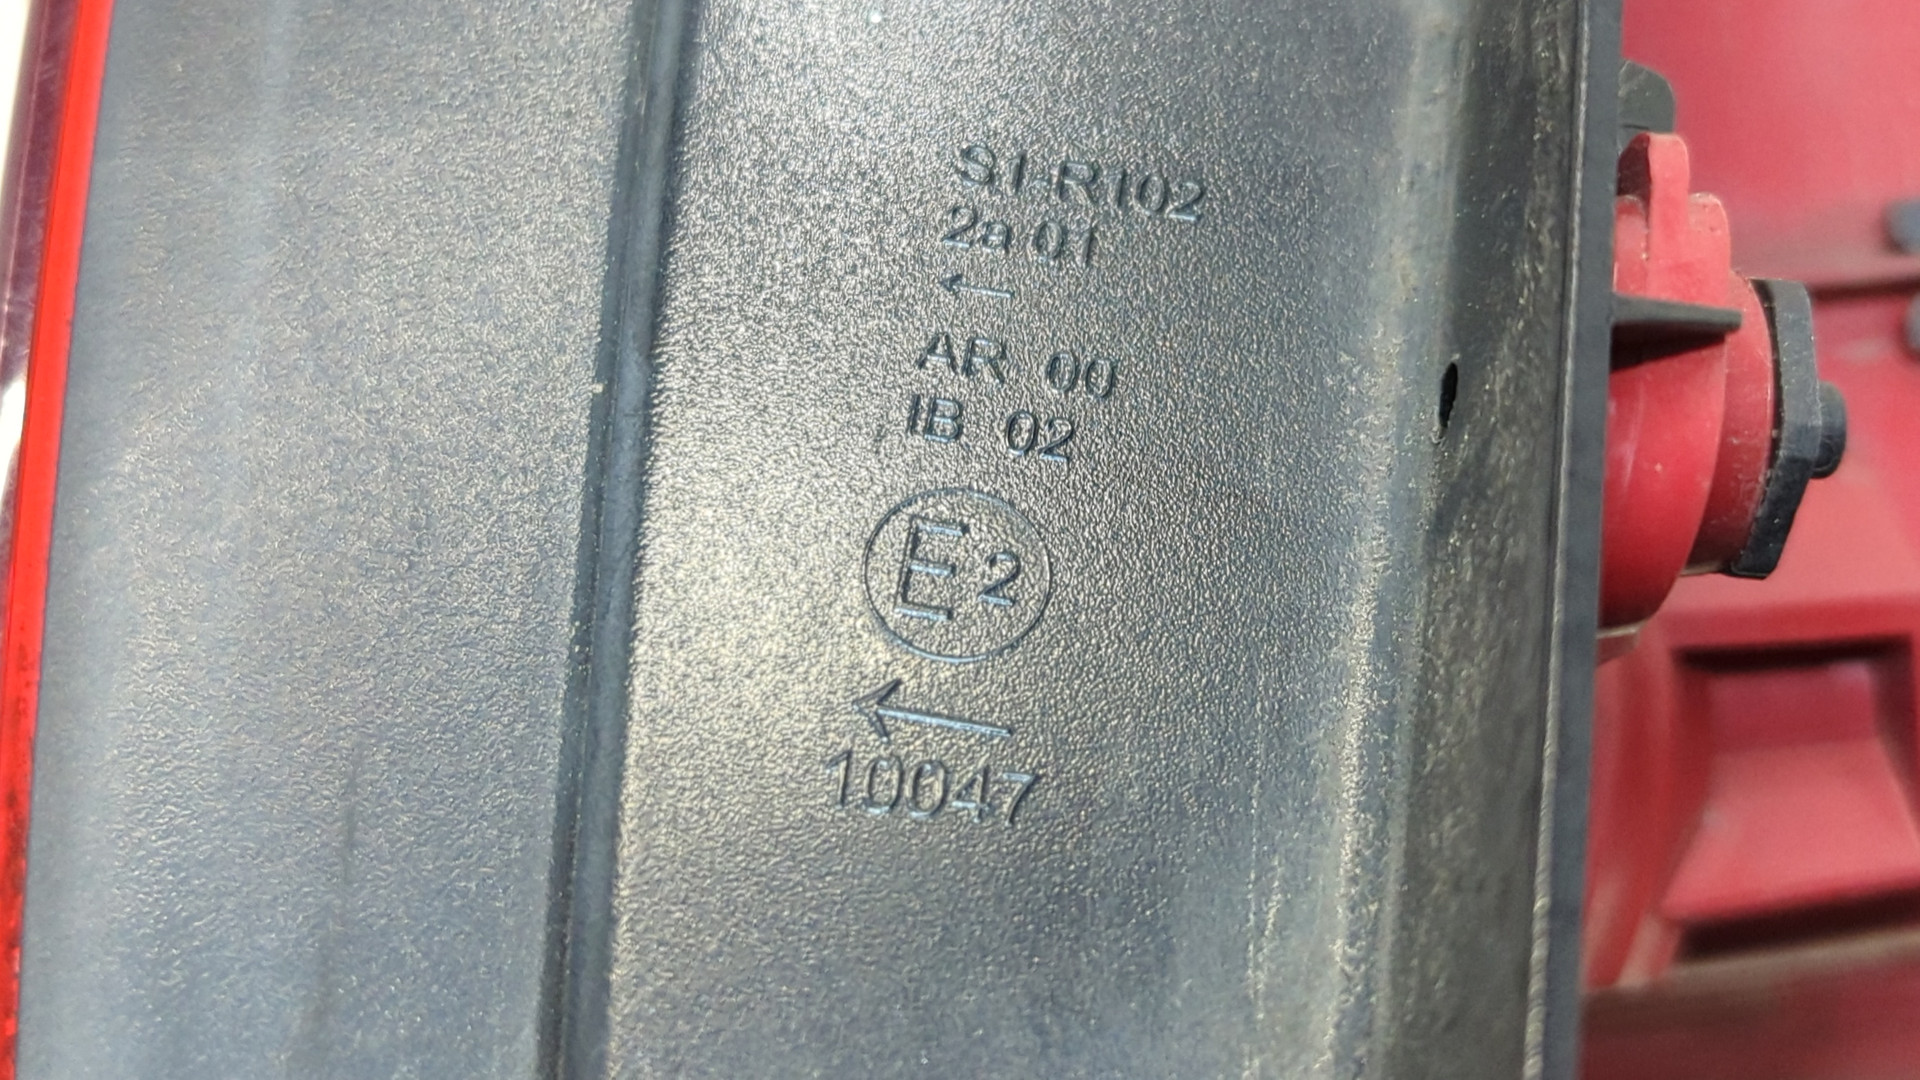 S1-R102
2a 01
←
AR 00
IB 02
E2
←
10047